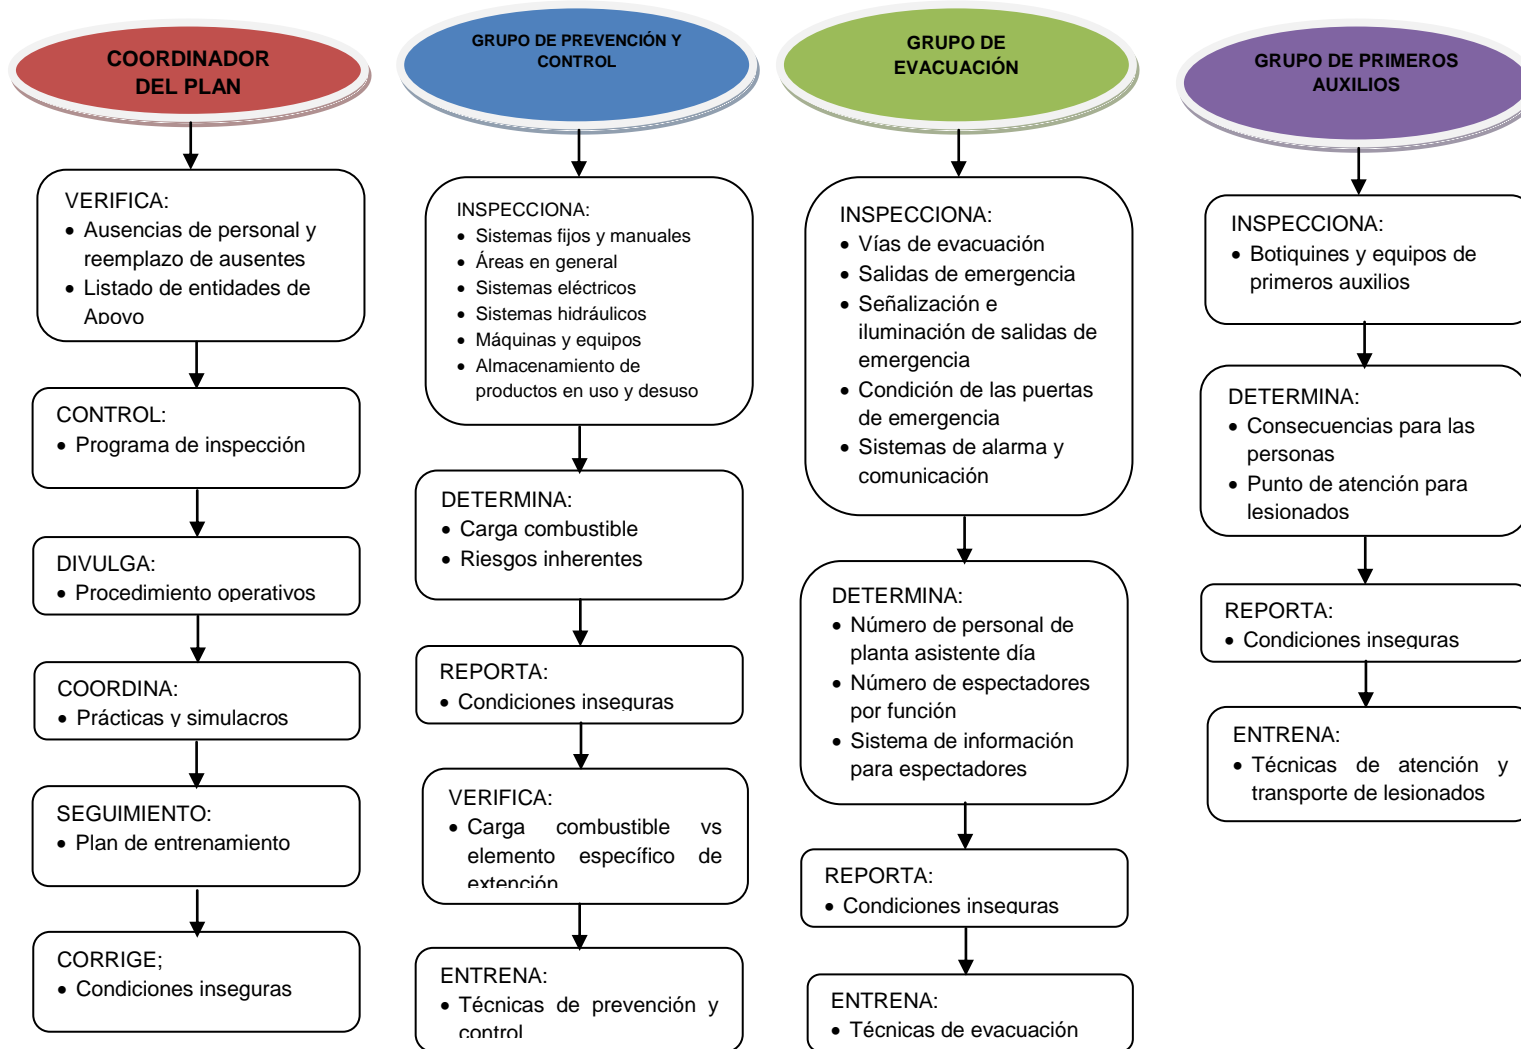 COORDINADOR
DEL PLAN
VERIFICA:
• Ausencias de personal y
reemplazo de ausentes
• Listado de entidades de
Apoyo
CONTROL:
• Programa de inspección
DIVULGA:
• Procedimiento operativos
COORDINA:
• Prácticas y simulacros
SEGUIMIENTO:
• Plan de entrenamiento
CORRIGE;
• Condiciones inseguras
GRUPO DE PREVENCIÓN Y
CONTROL
INSPECCIONA:
• Sistemas fijos y manuales
• Áreas en general
• Sistemas eléctricos
• Sistemas hidráulicos
• Máquinas y equipos
• Almacenamiento de
productos en uso y desuso
DETERMINA:
• Carga combustible
• Riesgos inherentes
REPORTA:
• Condiciones inseguras
VERIFICA:
• Carga combustible vs
elemento específico de
extención
ENTRENA:
• Técnicas de prevención y
control
GRUPO DE
EVACUACIÓN
INSPECCIONA:
• Vías de evacuación
• Salidas de emergencia
• Señalización e
iluminación de salidas de
emergencia
• Condición de las puertas
de emergencia
• Sistemas de alarma y
comunicación
DETERMINA:
• Número de personal de
planta asistente día
• Número de espectadores
por función
• Sistema de información
para espectadores
REPORTA:
• Condiciones inseguras
ENTRENA:
• Técnicas de evacuación
GRUPO DE PRIMEROS
AUXILIOS
INSPECCIONA:
• Botiquines y equipos de
primeros auxilios
DETERMINA:
• Consecuencias para las
personas
• Punto de atención para
lesionados
REPORTA:
• Condiciones inseguras
ENTRENA:
• Técnicas de atención y
transporte de lesionados